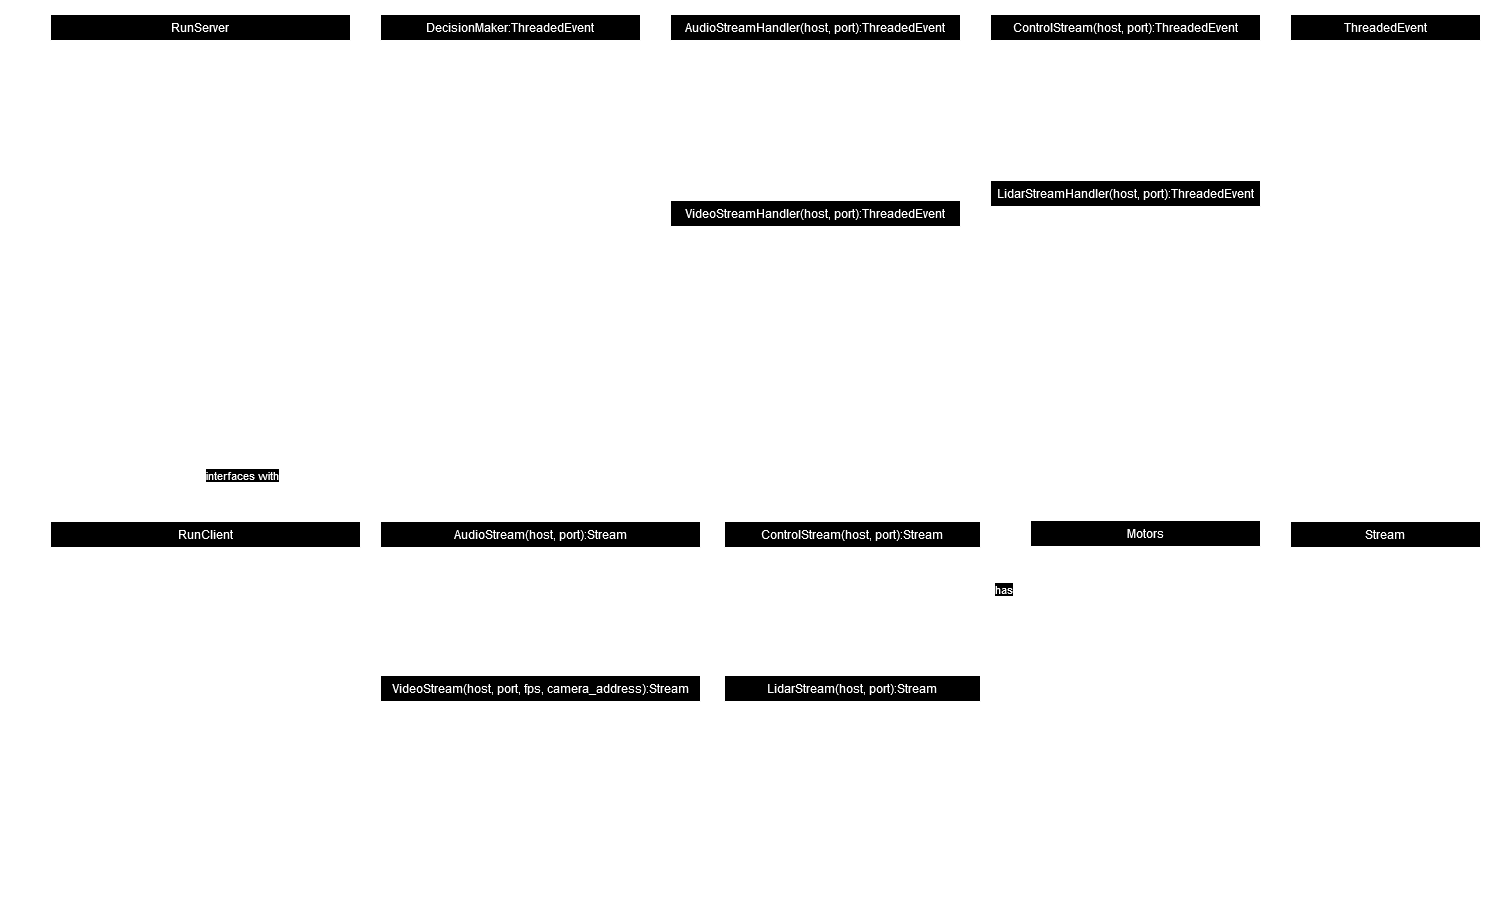 RunServer
DecisionMaker:ThreadedEvent
AudioStreamHandler(host, port):ThreadedEvent
ControlStream(host, port):ThreadedEvent
ThreadedEvent
LidarStreamHandler(host, port):ThreadedEvent
VideoStreamHandler(host, port):ThreadedEvent
interfaces with
RunClient
AudioStream(host, port):Stream
ControlStream(host, port):Stream
Motors
Stream
has
VideoStream(host, port, fps, camera_address):Stream
LidarStream(host, port):Stream